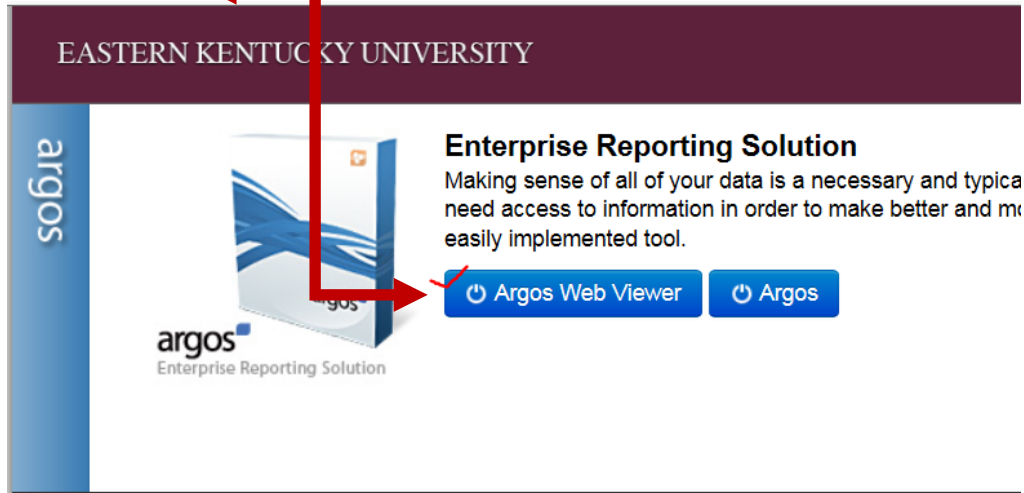 EASTERN KENTUCKY UNIVERSITY
argos
Enterprise Reporting Solution
Making sense of all of your data is a necessary and typica
need access to information in order to make better and mo
easily implemented tool.
Argos Web Viewer
Argos
argos
argos
Enterprise Reporting Solution